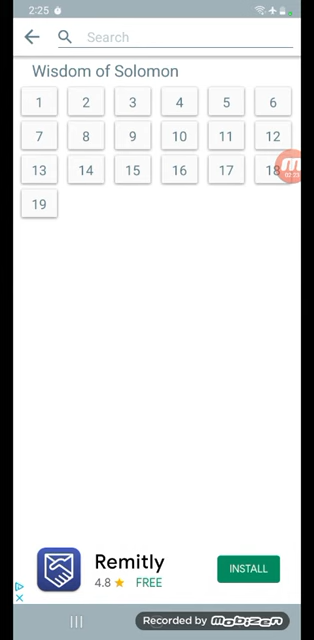 2:25
Search
Wisdom of Solomon
1 2 3 4 5 6
7 8 9 10 11 12
13 14 15 16 17 18
19
Remitly
4.8 ★ FREE
INSTALL
Recorded by MOBIZEN